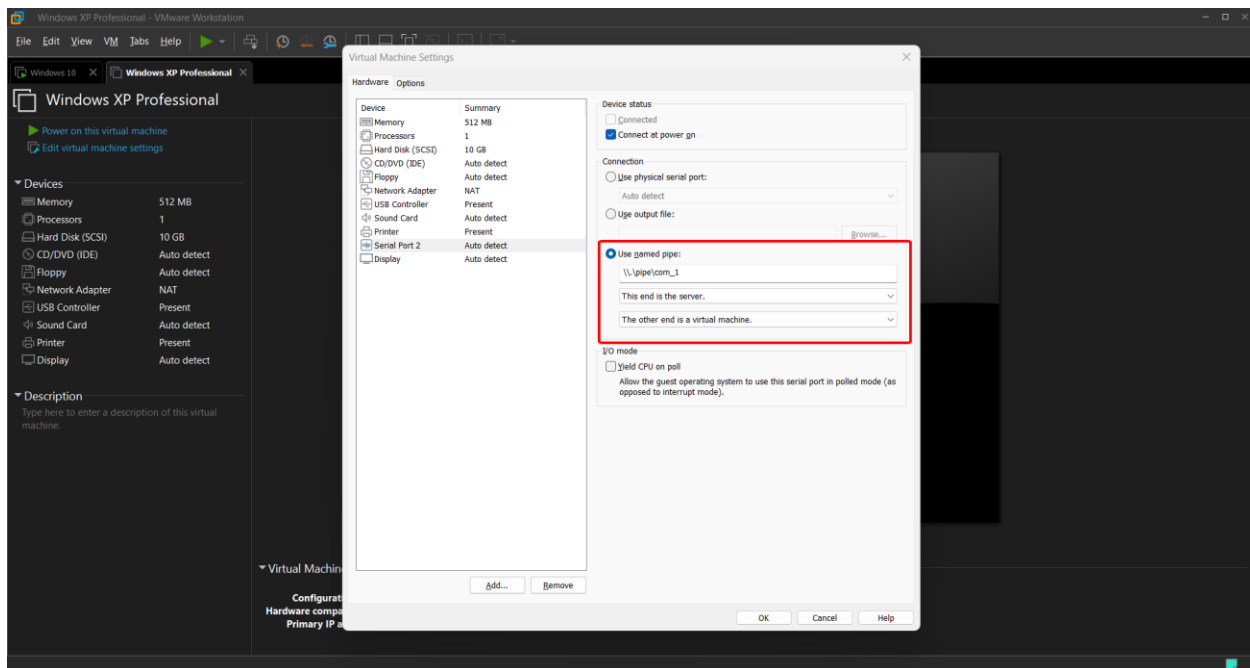 Windows XP Professional - VMware Workstation
File Edit View VM Tabs Help
Windows 10
Windows XP Professional
Windows XP Professional
Power on this virtual machine
Edit virtual machine settings
Devices
Memory 512 MB
Processors 1
Hard Disk (SCSI) 10 GB
CD/DVD (IDE) Auto detect
Floppy Auto detect
Network Adapter NAT
USB Controller Present
Sound Card Auto detect
Printer Present
Display Auto detect
Description
Type here to enter a description of this virtual
machine.
Virtual Machin
Configurat
Hardware compa
Primary IP a
Virtual Machine Settings
Hardware Options
Device Summary
Memory 512 MB
Processors 1
Hard Disk (SCSI) 10 GB
CD/DVD (IDE) Auto detect
Floppy Auto detect
Network Adapter NAT
USB Controller Present
Sound Card Auto detect
Printer Present
Serial Port 2 Auto detect
Display Auto detect
Add... Remove
Device status
Connected
Connect at power on
Connection
Use physical serial port:
Auto detect
Use output file:
Browse...
Use named pipe:
\\.\pipe\com_1
This end is the server.
The other end is a virtual machine.
I/O mode
Yield CPU on poll
Allow the guest operating system to use this serial port in polled mode (as
opposed to interrupt mode).
OK Cancel Help